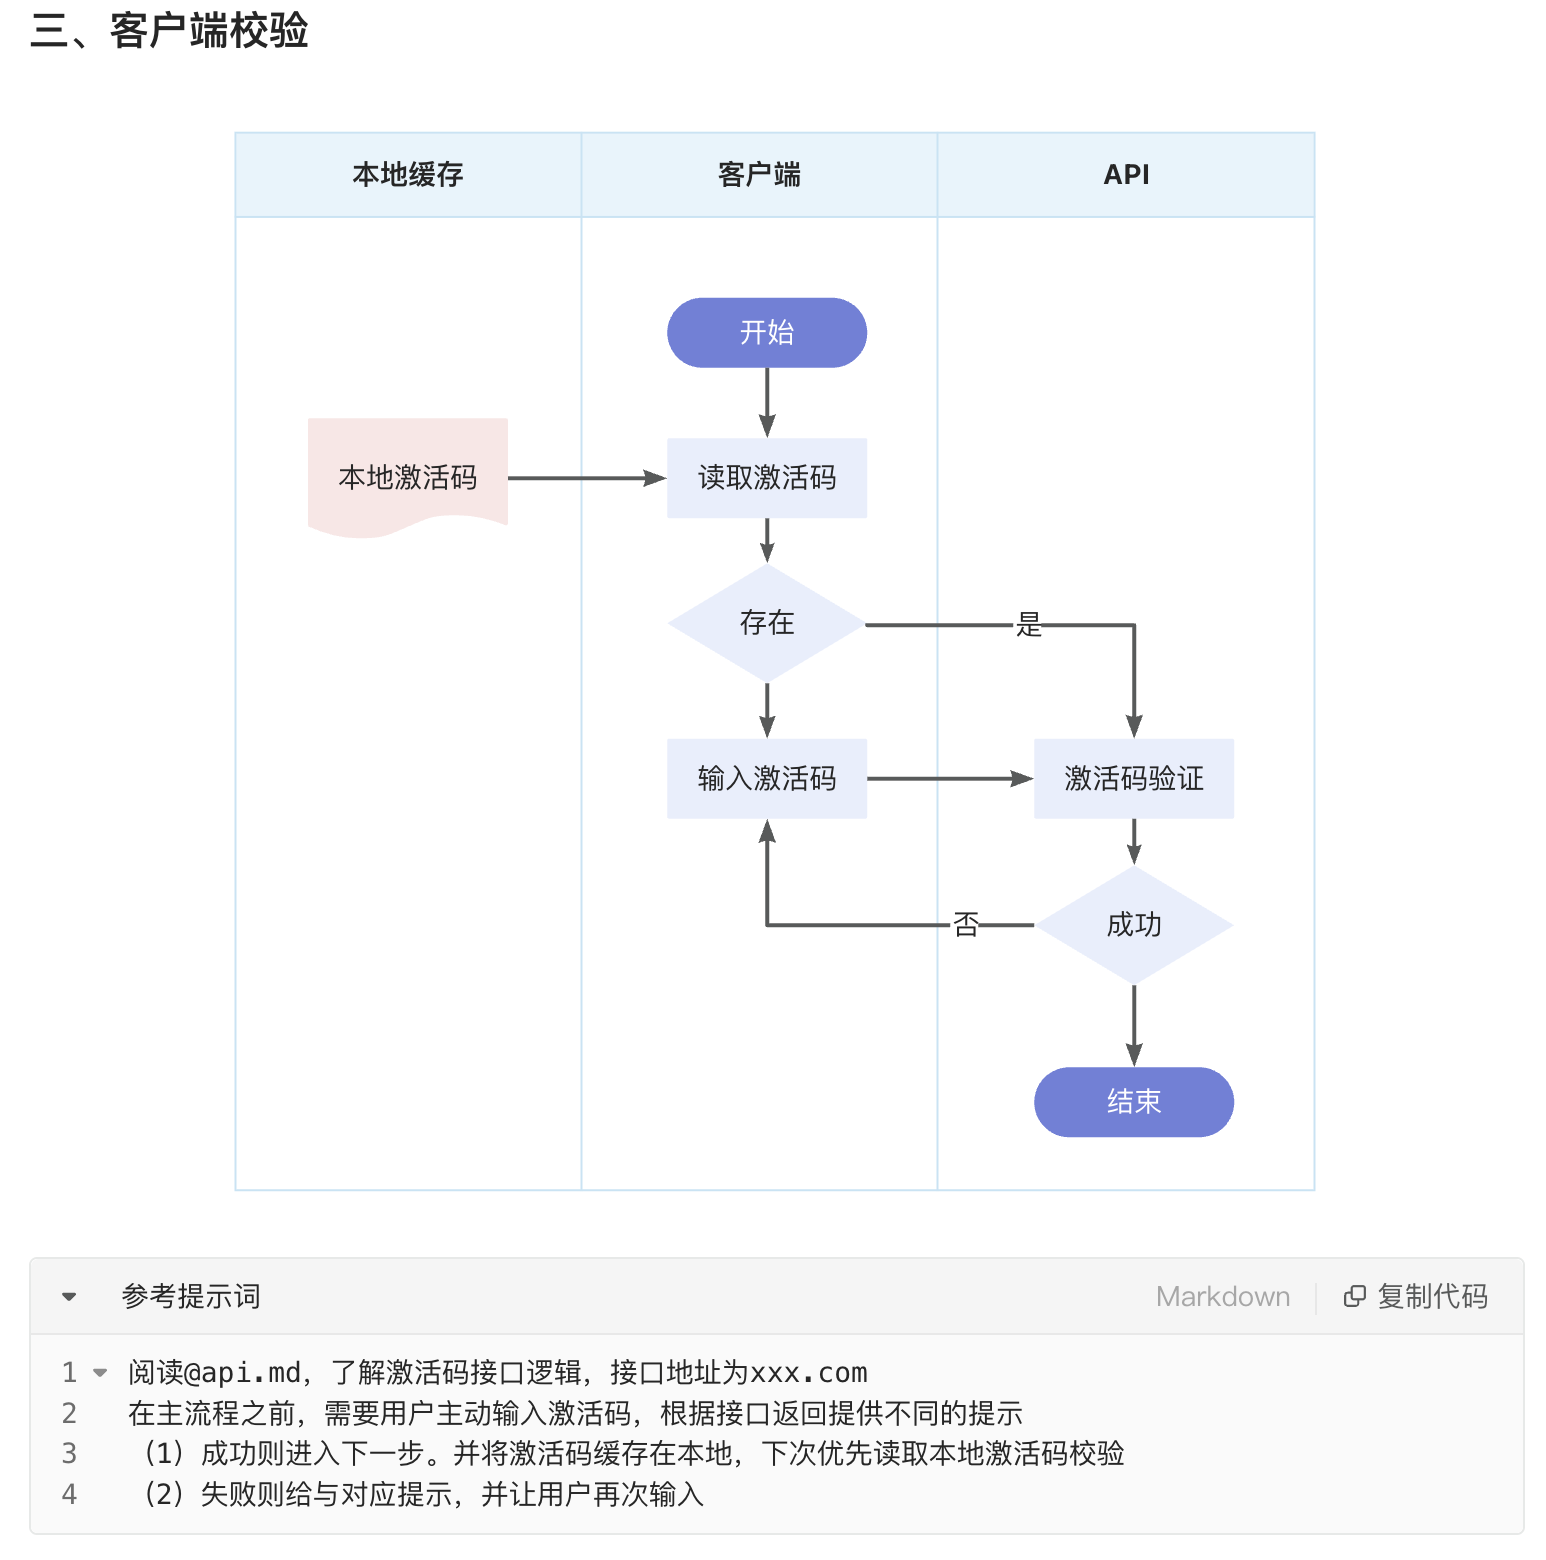 三、客户端校验
本地缓存
客户端
API
开始
本地激活码
读取激活码
存在
是
输入激活码
激活码验证
否
成功
结束
参考提示词
Markdown
复制代码
1 阅读@api.md，了解激活码接口逻辑，接口地址为xxx.com
2 在主流程之前，需要用户主动输入激活码，根据接口返回提供不同的提示
3 （1）成功则进入下一步。并将激活码缓存在本地，下次优先读取本地激活码校验
4 （2）失败则给与对应提示，并让用户再次输入